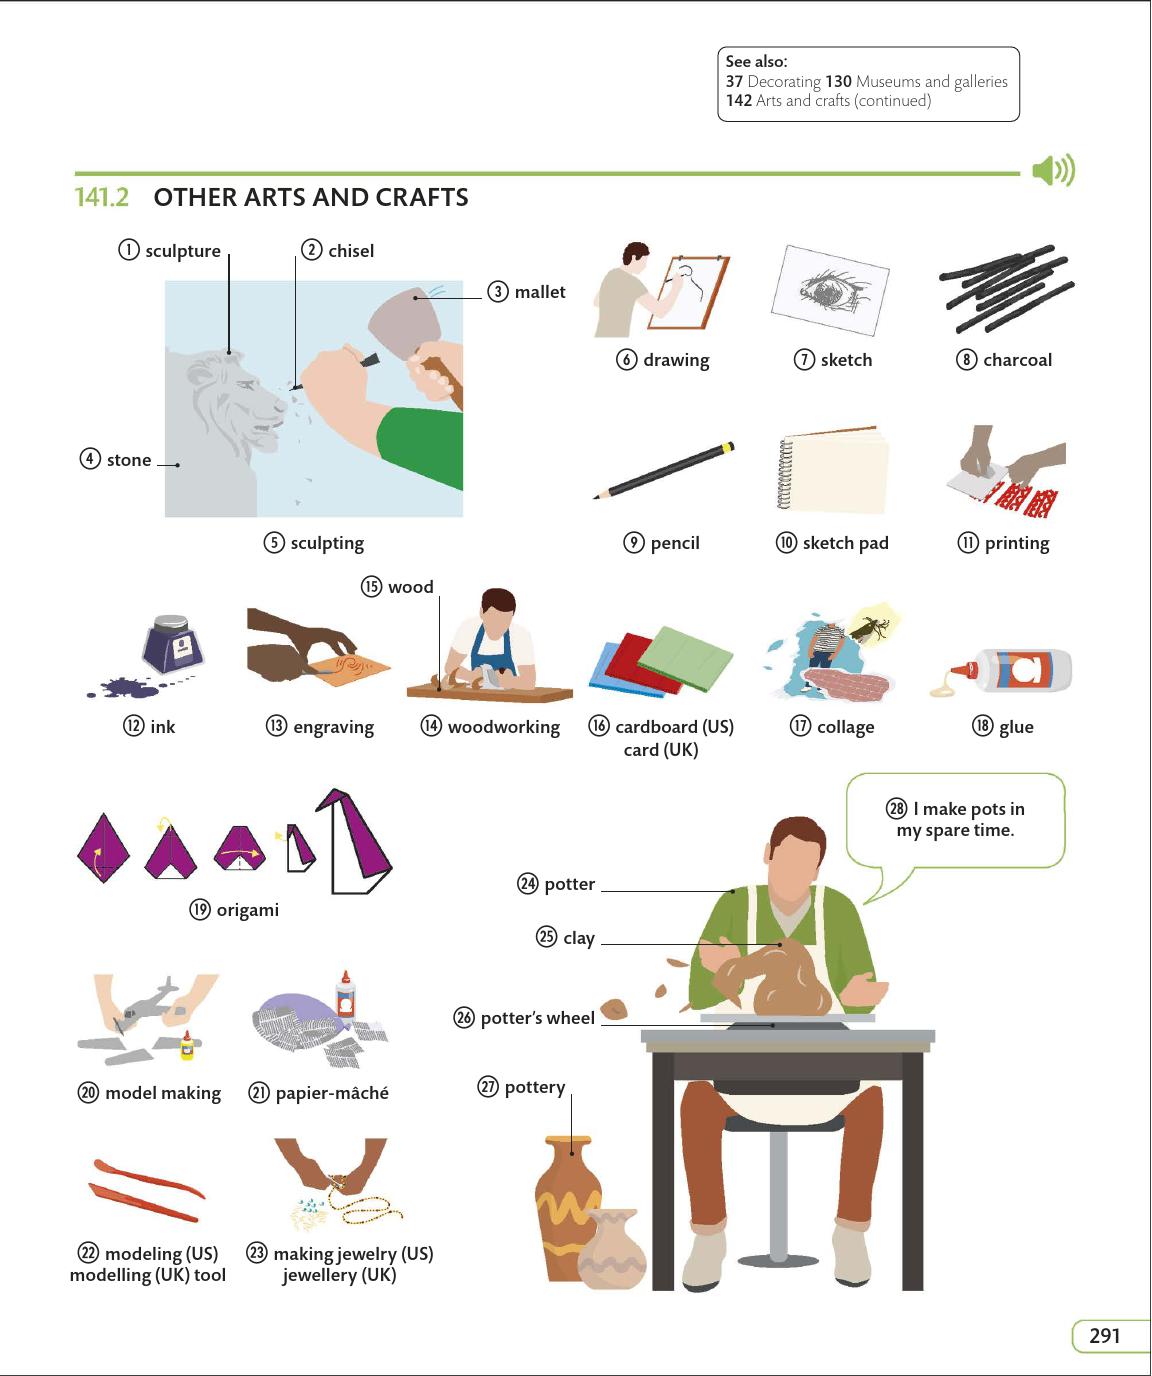 See also:
37 Decorating 130 Museums and galleries
142 Arts and crafts (continued)
141.2 OTHER ARTS AND CRAFTS
1 sculpture
2 chisel
3 mallet
4 stone
5 sculpting
6 drawing
7 sketch
8 charcoal
9 pencil
10 sketch pad
11 printing
15 wood
12 ink
13 engraving
14 woodworking
16 cardboard (US)
card (UK)
17 collage
18 glue
19 origami
28 I make pots in
my spare time.
24 potter
25 clay
26 potter's wheel
27 pottery
20 model making
21 papier-mâché
22 modeling (US)
modelling (UK) tool
23 making jewelry (US)
jewellery (UK)
291